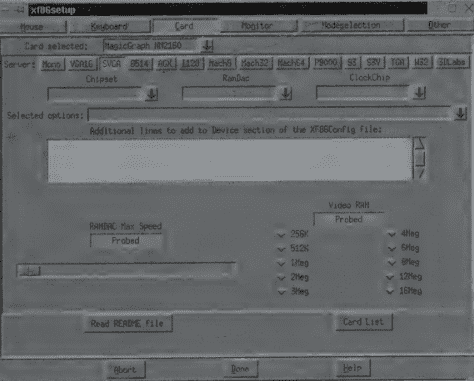 xf86setup
Mouse Keyboard Card Monitor Modeselection Other
Card selected: MagicGraph NM2160
Server: Mono VGA16 SVGA 8514 AGX I128 Mach8 Mach32 Mach64 P9000 S3 S3V TGA W32 3DLabs
Chipset RamDac ClockChip
Selected options:
Additional lines to add to Device section of the XF86Config file:
Video RAM
RAMDAC Max Speed Probed
Probed
256K 4Meg
512K 6Meg
1Meg 8Meg
2Meg 12Meg
3Meg 16Meg
Read README file Card List
Abort Done Help